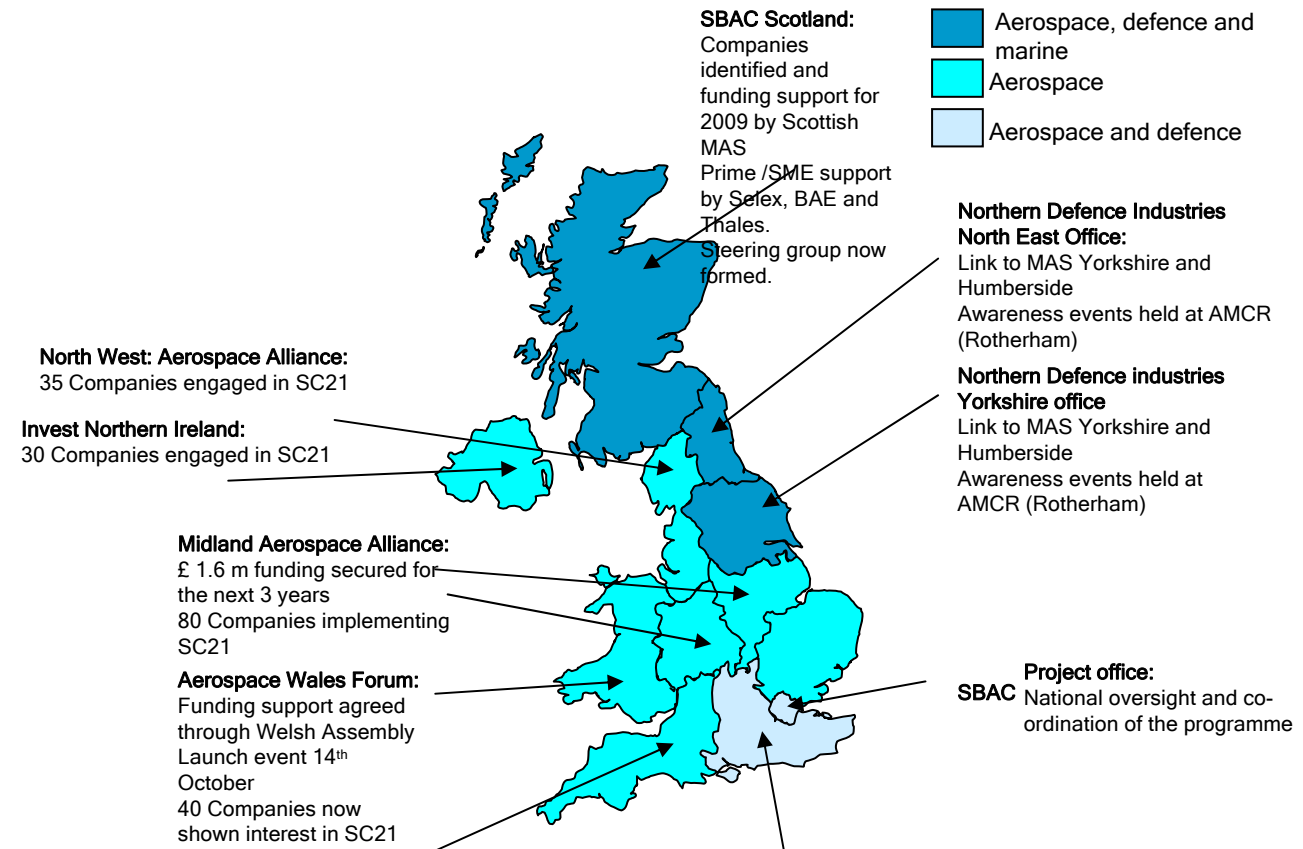 SBAC Scotland:
Companies
identified and
funding support for
2009 by Scottish
MAS
Prime /SME support
by Selex, BAE and
Thales.
Steering group now
formed.
Aerospace, defence and
marine
Aerospace
Aerospace and defence
Northern Defence Industries
North East Office:
Link to MAS Yorkshire and
Humberside
Awareness events held at AMCR
(Rotherham)
Northern Defence industries
Yorkshire office
Link to MAS Yorkshire and
Humberside
Awareness events held at
AMCR (Rotherham)
North West: Aerospace Alliance:
35 Companies engaged in SC21
Invest Northern Ireland:
30 Companies engaged in SC21
Midland Aerospace Alliance:
£ 1.6 m funding secured for
the next 3 years
80 Companies implementing
SC21
Aerospace Wales Forum:
Funding support agreed
through Welsh Assembly
Launch event 14th
October
40 Companies now
shown interest in SC21
SBAC
Project office:
National oversight and co-
ordination of the programme